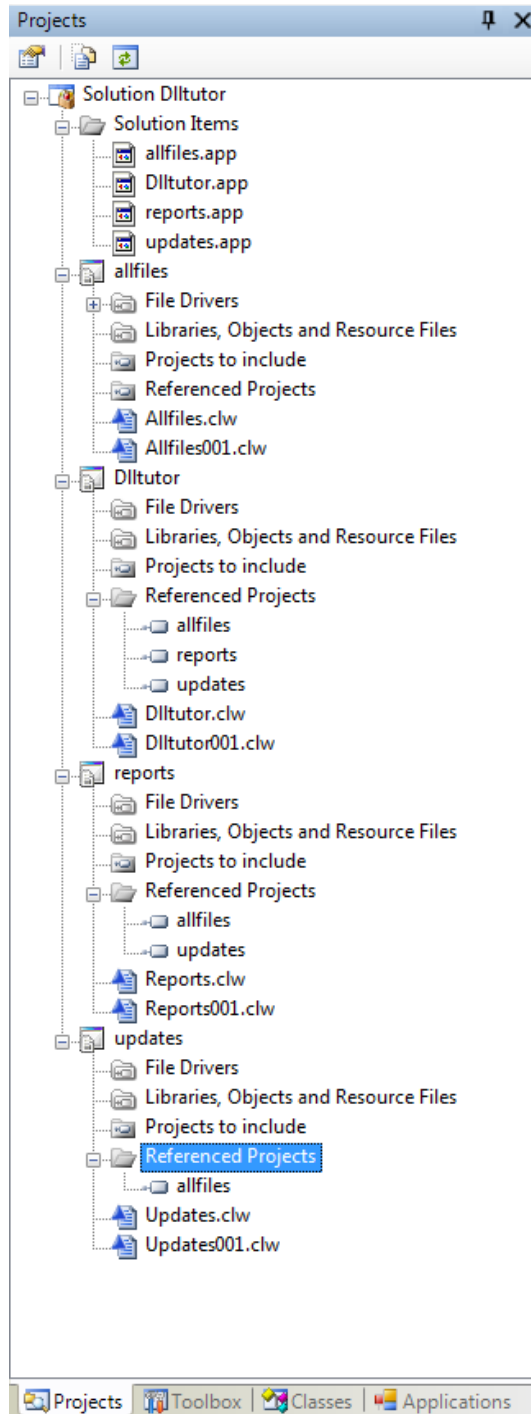 Projects
Solution Dlltutor
Solution Items
allfiles.app
Dlltutor.app
reports.app
updates.app
allfiles
File Drivers
Libraries, Objects and Resource Files
Projects to include
Referenced Projects
Allfiles.clw
Allfiles001.clw
Dlltutor
File Drivers
Libraries, Objects and Resource Files
Projects to include
Referenced Projects
allfiles
reports
updates
Dlltutor.clw
Dlltutor001.clw
reports
File Drivers
Libraries, Objects and Resource Files
Projects to include
Referenced Projects
allfiles
updates
Reports.clw
Reports001.clw
updates
File Drivers
Libraries, Objects and Resource Files
Projects to include
Referenced Projects
allfiles
Updates.clw
Updates001.clw
Projects Toolbox Classes Applications